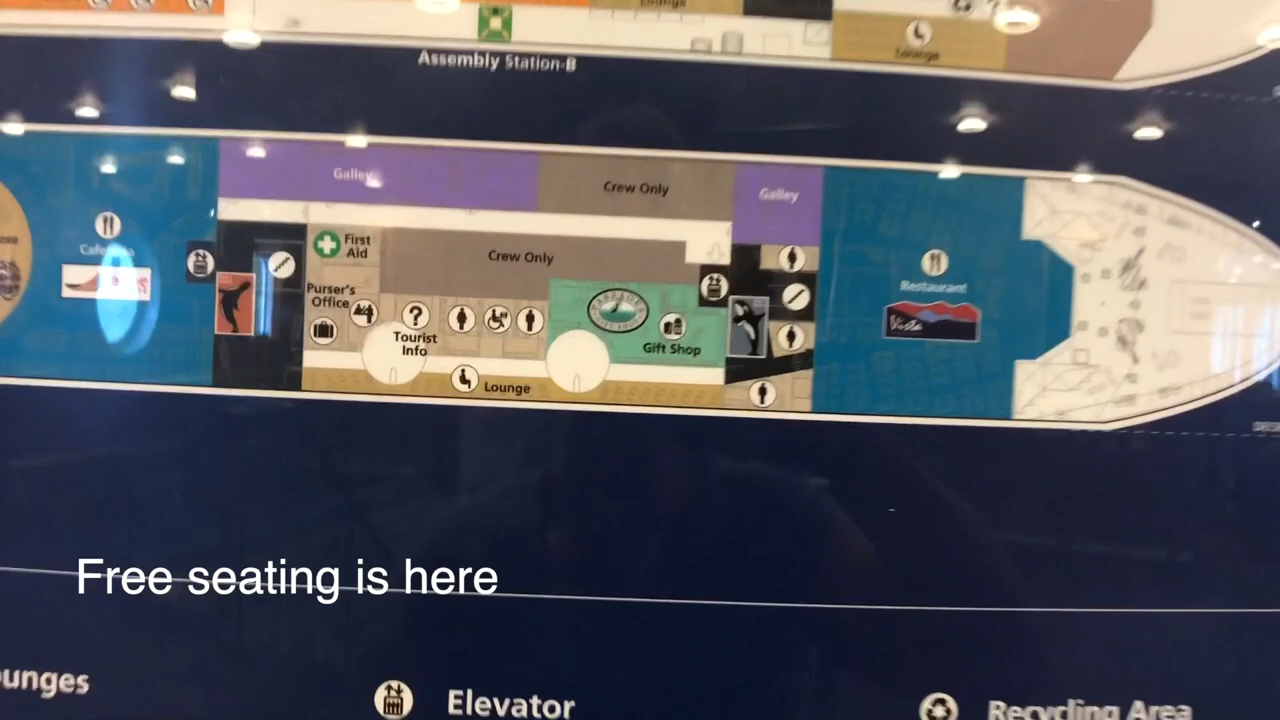 Lounge
Lounge
Assembly Station-B
Galley
Crew Only
Galley
First
Aid
Crew Only
Cafeteria
Purser's
Office
Restaurant
Vista
?
Tourist
Info
Gift Shop
Lounge
Free seating is here
ounges
Elevator
Recycling Area